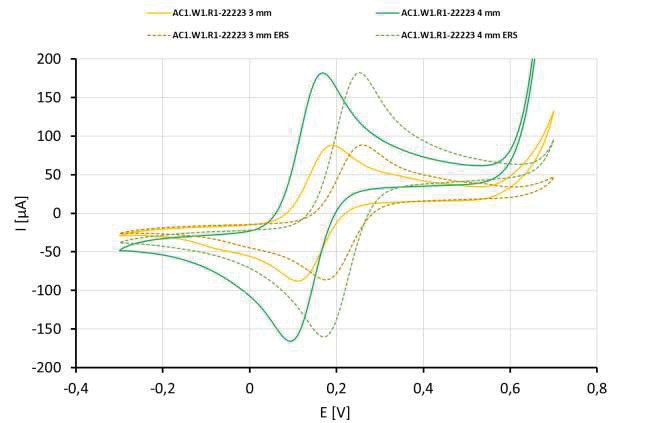 AC1.W1.R1-22223 3 mm
AC1.W1.R1-22223 4 mm
AC1.W1.R1-22223 3 mm ERS
AC1.W1.R1-22223 4 mm ERS
200
150
100
50
0
-50
-100
-150
-200
I [µA]
-0,4
-0,2
0
0,2
0,4
0,6
0,8
E [V]